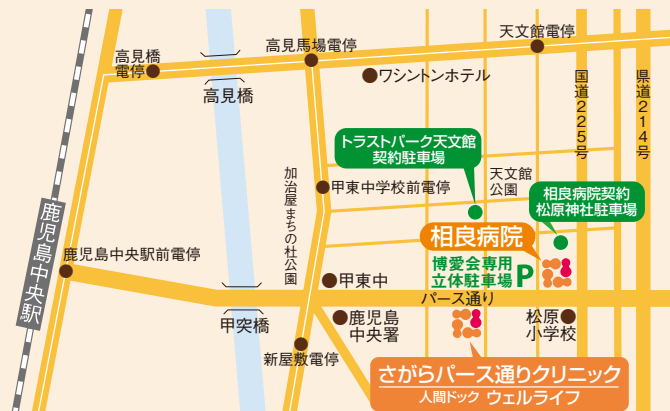 天文館電停
高見馬場電停
高見橋
電停
ワシントンホテル
高見橋
国道225号
県道214号
トラストパーク天文館
契約駐車場
加治屋まちの杜公園
甲東中学校前電停
天文館
公園
相良病院契約
松原神社駐車場
鹿児島中央駅
相良病院
鹿児島中央駅前電停
博愛会専用
立体駐車場
P
甲東中
パース通り
甲突橋
鹿児島
中央署
松原
小学校
新屋敷電停
さがらパース通りクリニック
人間ドック ウェルライフ